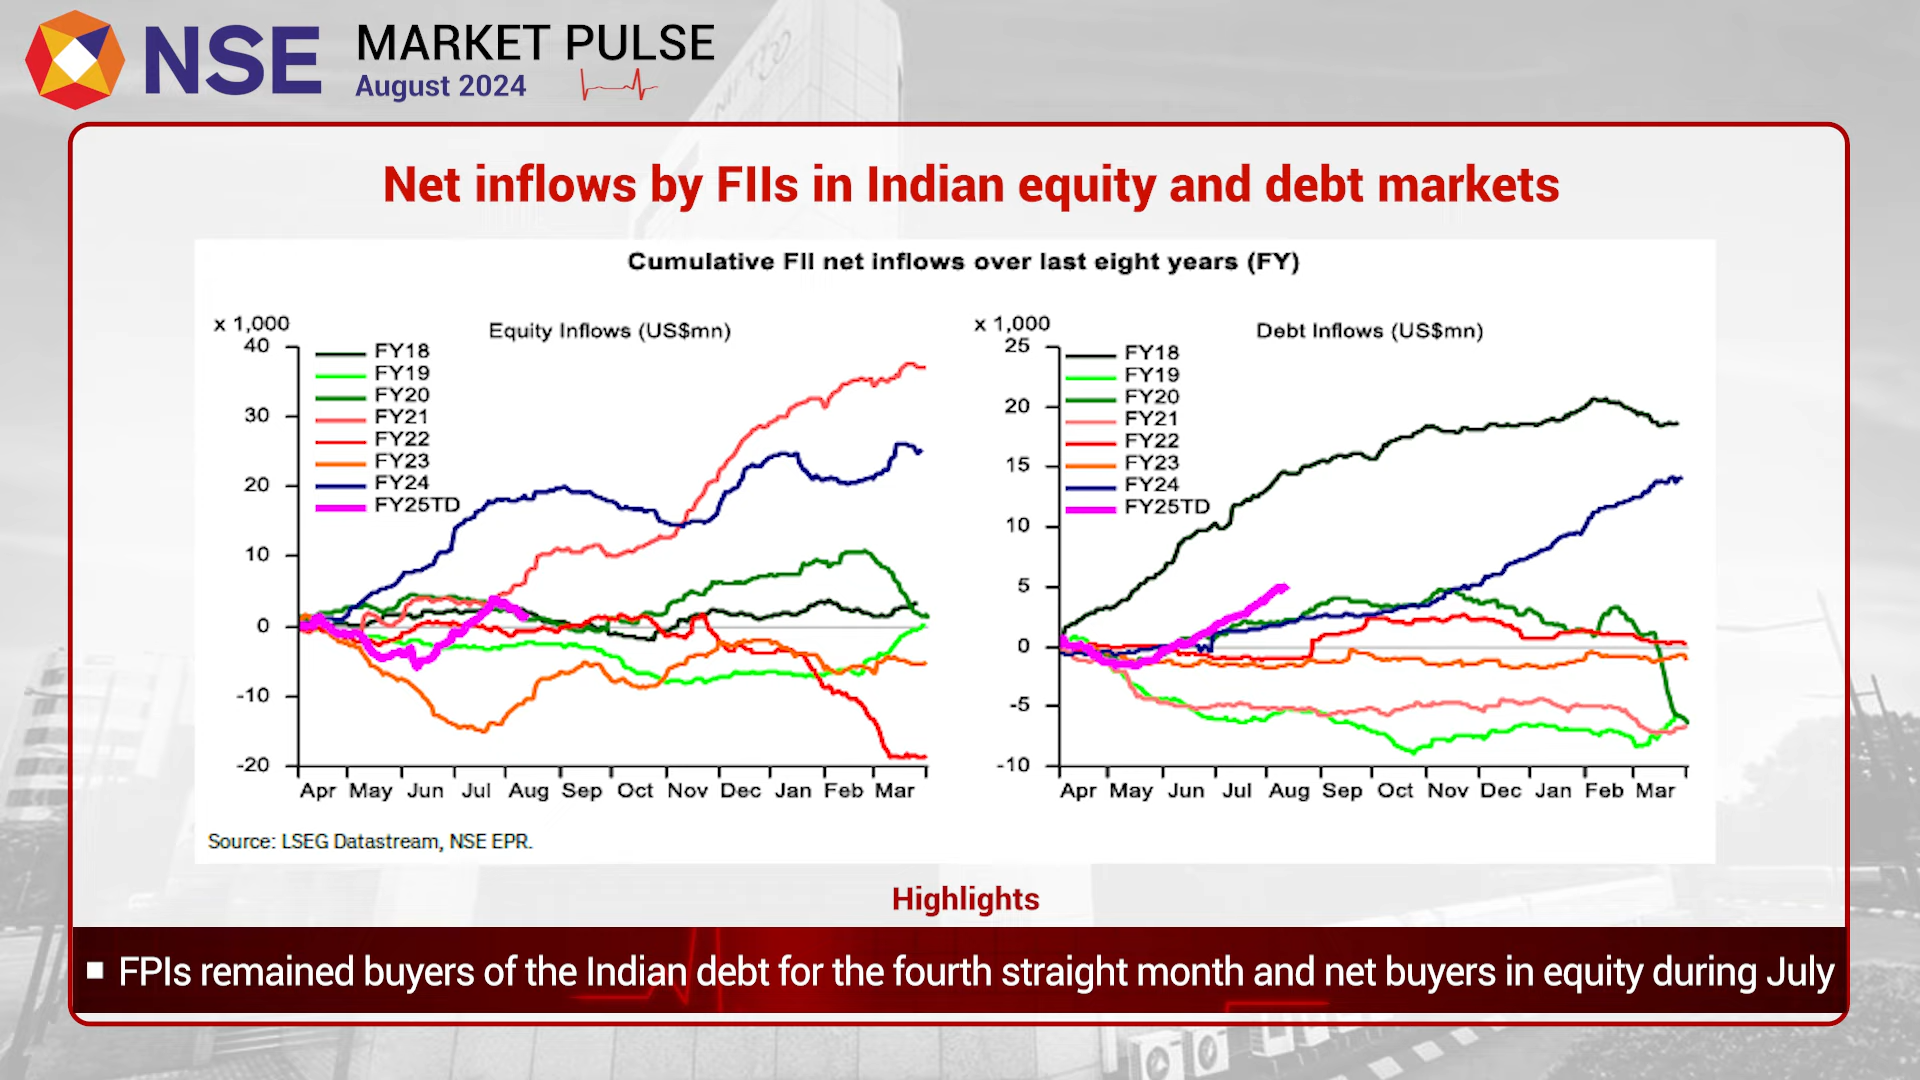 NSE
MARKET PULSE
August 2024
Net inflows by FIIs in Indian equity and debt markets
Cumulative FII net inflows over last eight years (FY)
x 1,000
Equity Inflows (US$mn)
40
30
20
10
0
-10
-20
FY18
FY19
FY20
FY21
FY22
FY23
FY24
FY25TD
Apr May Jun Jul Aug Sep Oct Nov Dec Jan Feb Mar
x 1,000
Debt Inflows (US$mn)
25
20
15
10
5
0
-5
-10
FY18
FY19
FY20
FY21
FY22
FY23
FY24
FY25TD
Apr May Jun Jul Aug Sep Oct Nov Dec Jan Feb Mar
Source: LSEG Datastream, NSE EPR.
Highlights
▪ FPIs remained buyers of the Indian debt for the fourth straight month and net buyers in equity during July